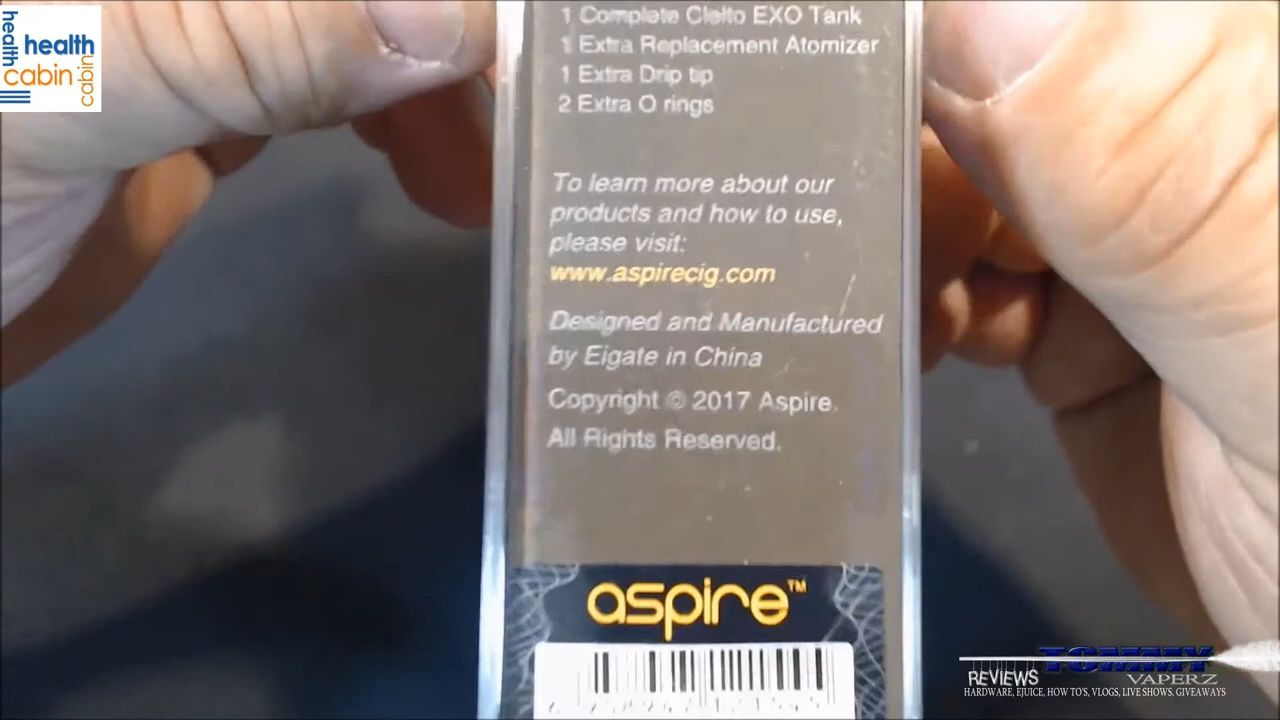 health
health
cabin
cabin
1 Complete Cleito EXO Tank
1 Extra Replacement Atomizer
1 Extra Drip tip
2 Extra O rings
To learn more about our
products and how to use,
please visit:
www.aspirecig.com
Designed and Manufactured
by Eigate in China
Copyright © 2017 Aspire.
All Rights Reserved.
aspire™
TOMMY
VAPERZ
REVIEWS
HARDWARE, EJUICE, HOW TO'S, VLOGS, LIVE SHOWS, GIVEAWAYS